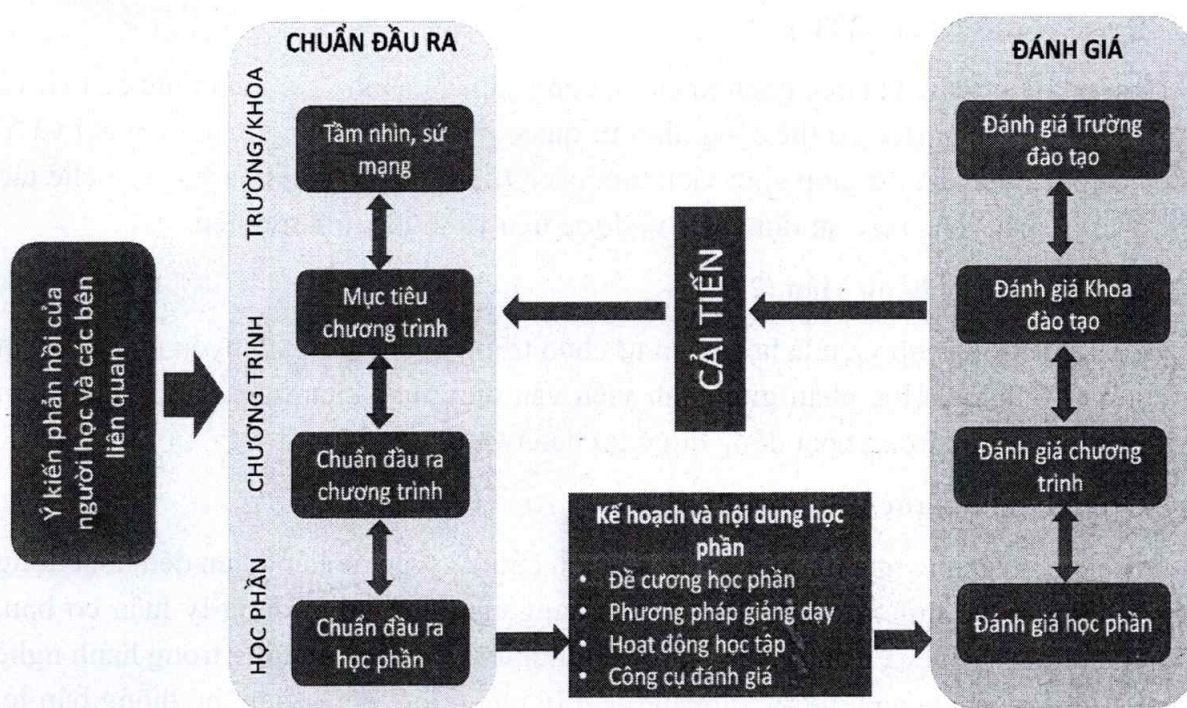 Ý kiến phản hồi của
người học và các bên
liên quan
CHUẨN ĐẦU RA
TRƯỜNG/KHOA
CHƯƠNG TRÌNH
HỌC PHẦN
Tầm nhìn, sứ
mạng
Mục tiêu
chương trình
Chuẩn đầu ra
chương trình
Chuẩn đầu ra
học phần
Kế hoạch và nội dung học
phần
• Đề cương học phần
• Phương pháp giảng dạy
• Hoạt động học tập
• Công cụ đánh giá
CẢI TIẾN
ĐÁNH GIÁ
Đánh giá Trường
đào tạo
Đánh giá Khoa
đào tạo
Đánh giá chương
trình
Đánh giá học phần